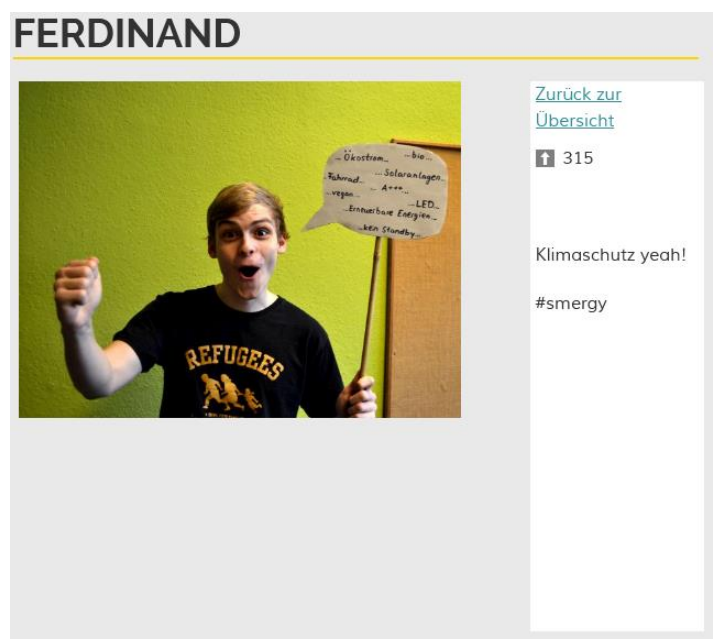 FERDINAND
... Ökostrom... ...bio...
Fahrrad... ...Solaranlagen...
...vegan... ... A+++...
...LED...
...Erneuerbare Energien...
...kein Standby...
REFUGEES
Zurück zur
Übersicht
315
Klimaschutz yeah!
#smergy